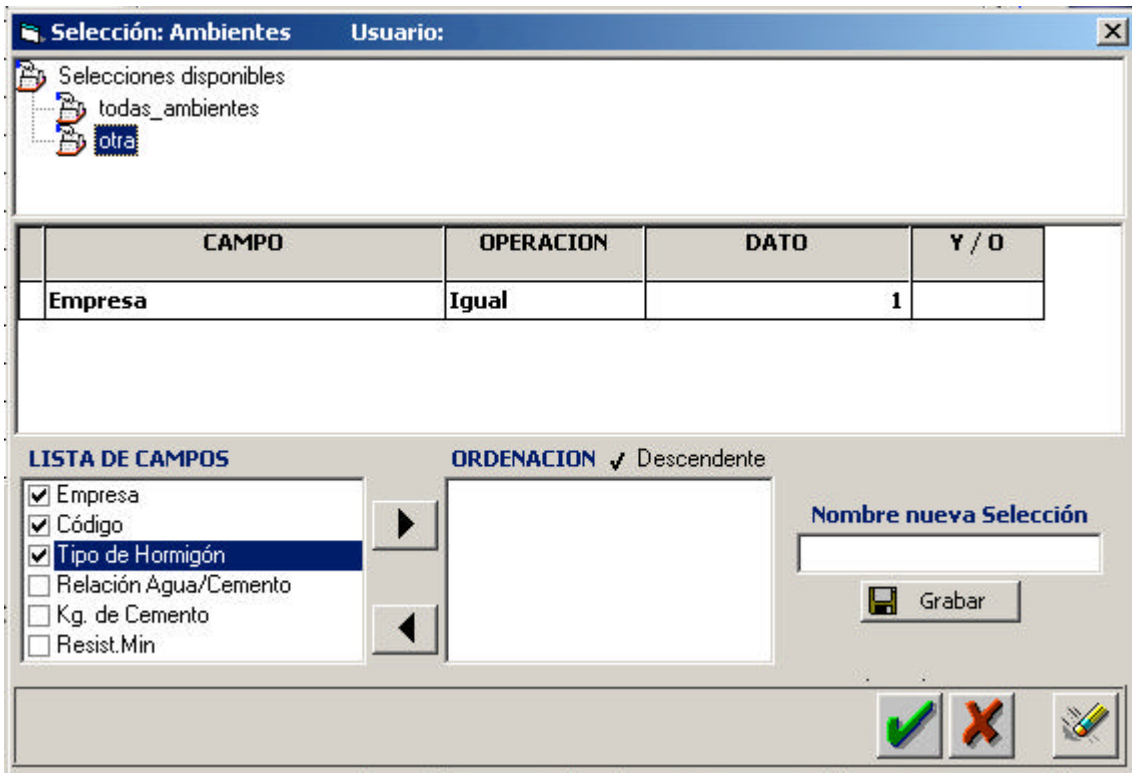 Selección: Ambientes Usuario:
Selecciones disponibles
todas_ambientes
otra
CAMPO OPERACION DATO Y / O
Empresa Igual 1
LISTA DE CAMPOS
Empresa
Código
Tipo de Hormigón
Relación Agua/Cemento
Kg. de Cemento
Resist.Min
ORDENACION Descendente
Nombre nueva Selección
Grabar